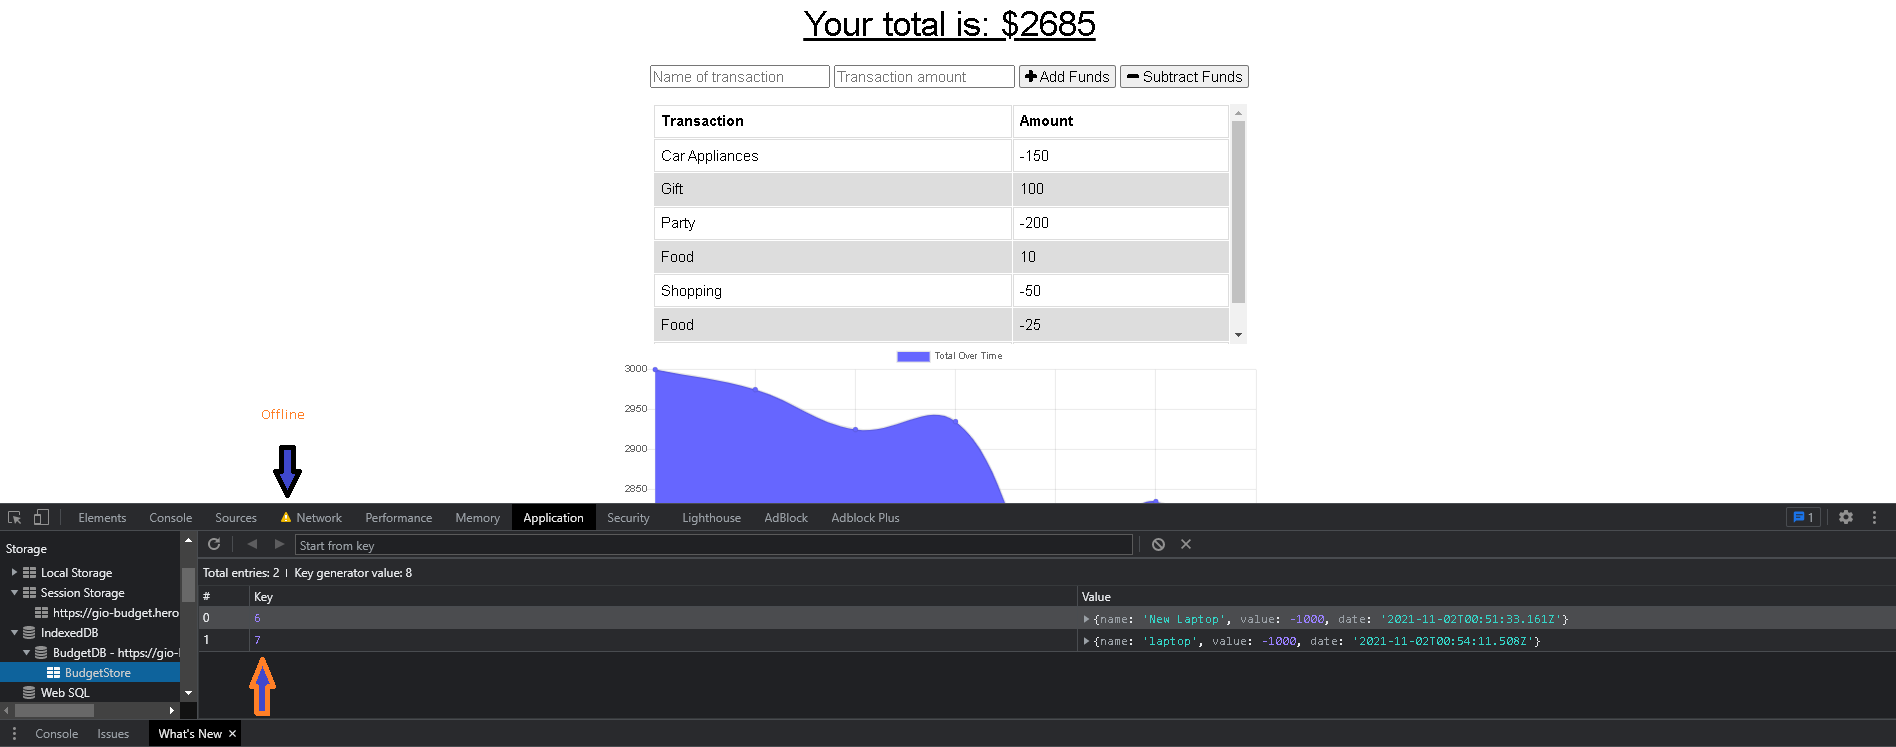 Your total is: $2685
Name of transaction Transaction amount Add Funds Subtract Funds
Transaction Amount
Car Appliances -150
Gift 100
Party -200
Food 10
Shopping -50
Food -25
Total Over Time
3000
2950
2900
2850
Offline
Elements Console Sources Network Performance Memory Application Security Lighthouse AdBlock Adblock Plus 1
Storage
Local Storage
Session Storage
https://gio-budget.hero
IndexedDB
BudgetDB - https://gio-
BudgetStore
Web SQL
Start from key
Total entries: 2 | Key generator value: 8
# Key Value
0 6 {name: 'New Laptop', value: -1000, date: '2021-11-02T00:51:33.161Z'}
1 7 {name: 'laptop', value: -1000, date: '2021-11-02T00:54:11.508Z'}
Console Issues What's New